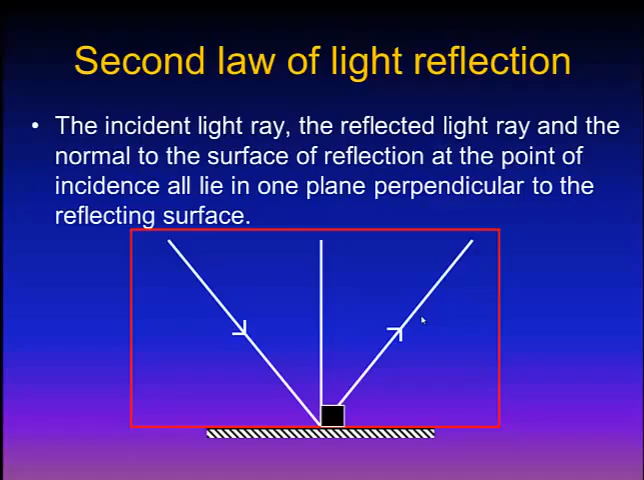 Second law of light reflection
• The incident light ray, the reflected light ray and the
normal to the surface of reflection at the point of
incidence all lie in one plane perpendicular to the
reflecting surface.